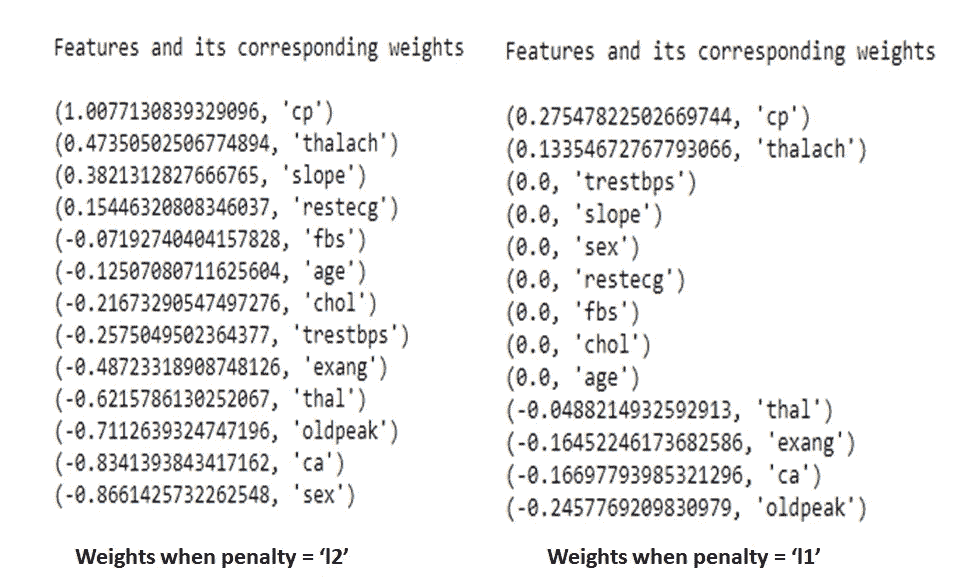 Features and its corresponding weights
(1.0077130839329096, 'cp')
(0.47350502506774894, 'thalach')
(0.3821312827666765, 'slope')
(0.15446320808346037, 'restecg')
(-0.07192740404157828, 'fbs')
(-0.12507080711625604, 'age')
(-0.21673290547497276, 'chol')
(-0.2575049502364377, 'trestbps')
(-0.48723318908748126, 'exang')
(-0.6215786130252067, 'thal')
(-0.7112639324747196, 'oldpeak')
(-0.8341393843417162, 'ca')
(-0.8661425732262548, 'sex')
Weights when penalty = ‘l2’
Features and its corresponding weights
(0.27547822502669744, 'cp')
(0.13354672767793066, 'thalach')
(0.0, 'trestbps')
(0.0, 'slope')
(0.0, 'sex')
(0.0, 'restecg')
(0.0, 'fbs')
(0.0, 'chol')
(0.0, 'age')
(-0.0488214932592913, 'thal')
(-0.16452246173682586, 'exang')
(-0.16697793985321296, 'ca')
(-0.2457769209830979, 'oldpeak')
Weights when penalty = ‘l1’